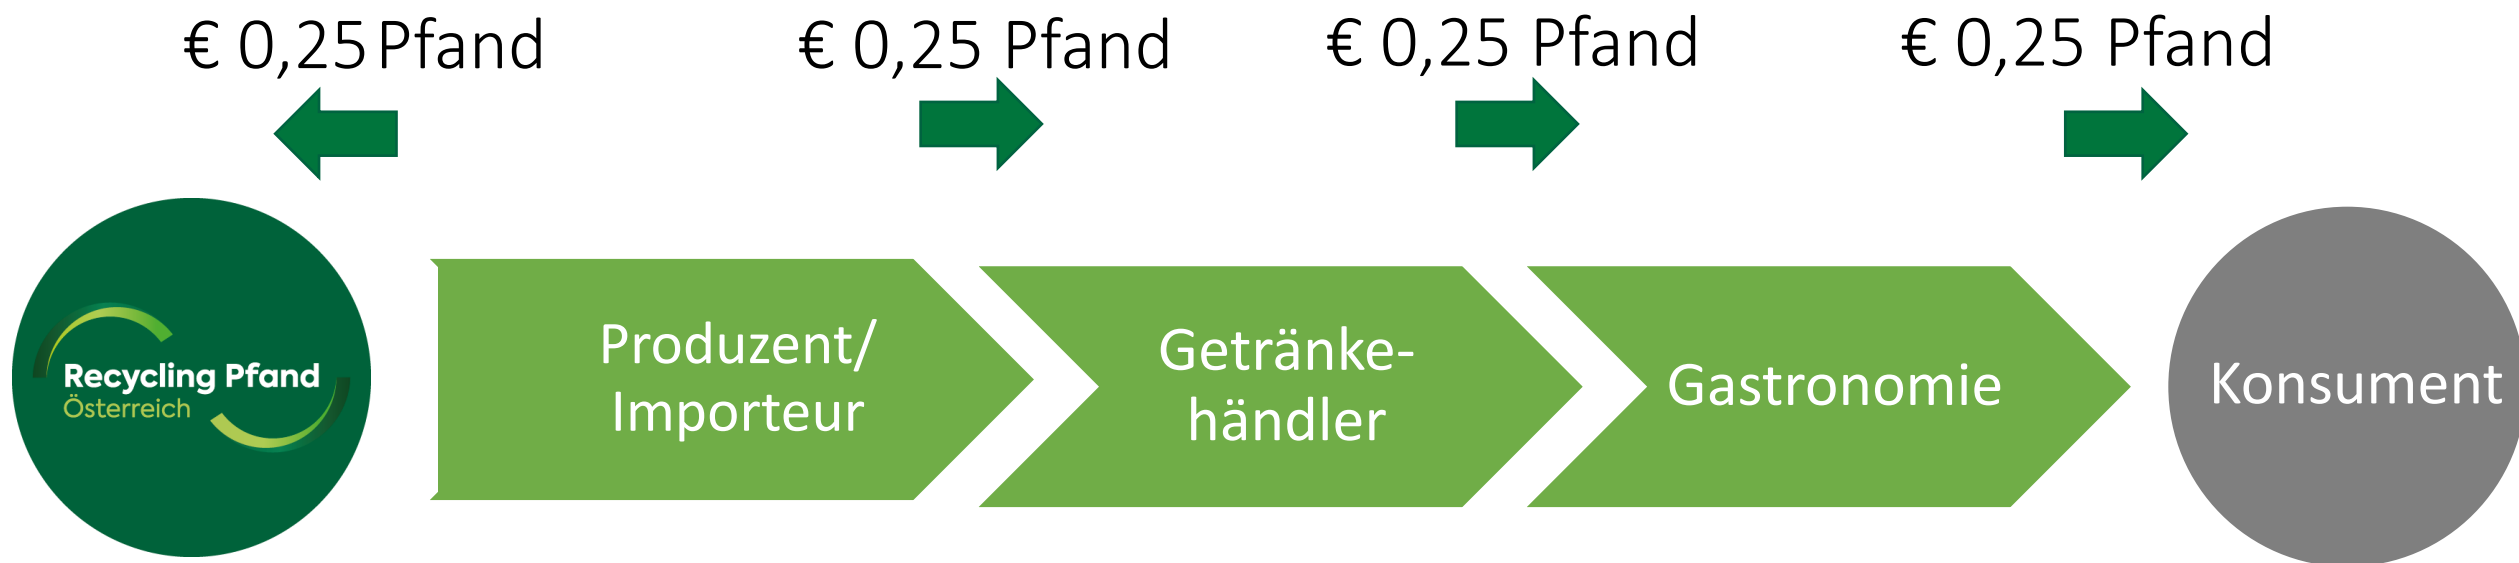 € 0,25 Pfand
€ 0,25 Pfand
€ 0,25 Pfand
€ 0,25 Pfand
Recycling Pfand
Österreich
Produzent/
Importeur
Getränke-
händler
Gastronomie
Konsument